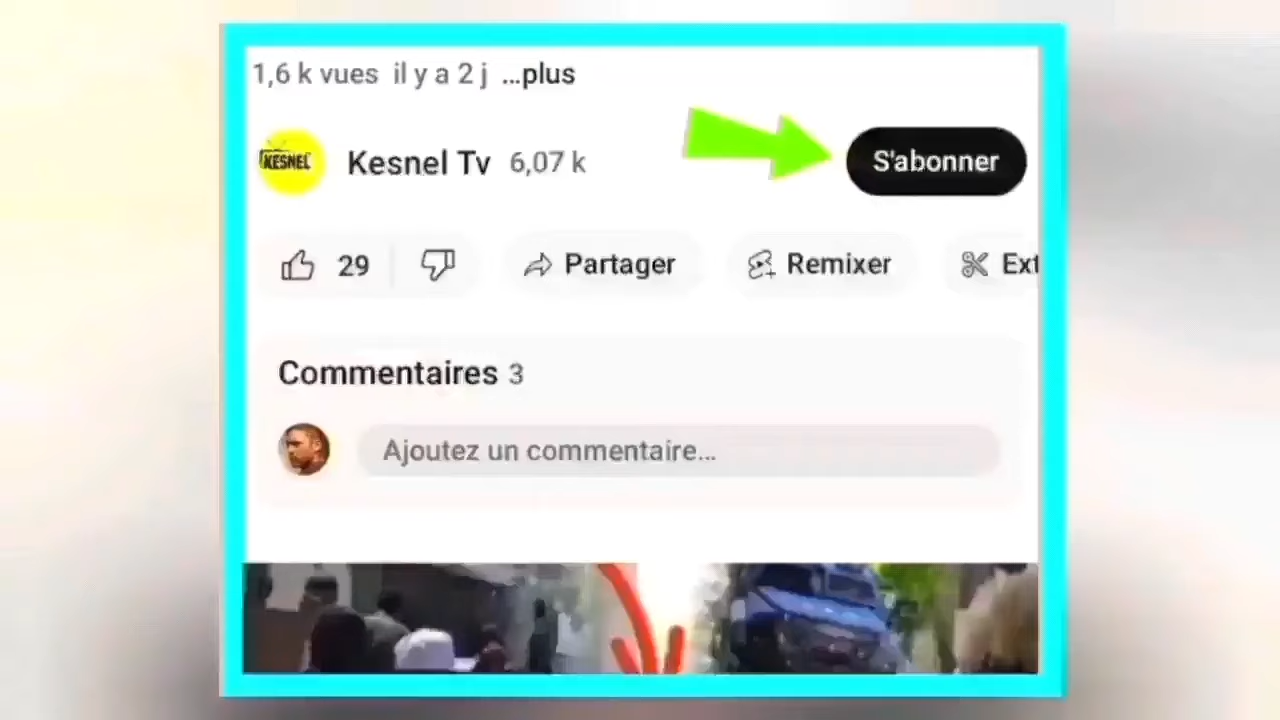 1,6 k vues il y a 2 j ...plus
KESNEL
Kesnel Tv 6,07 k
S'abonner
29
Partager
Remixer
Ext
Commentaires 3
Ajoutez un commentaire...